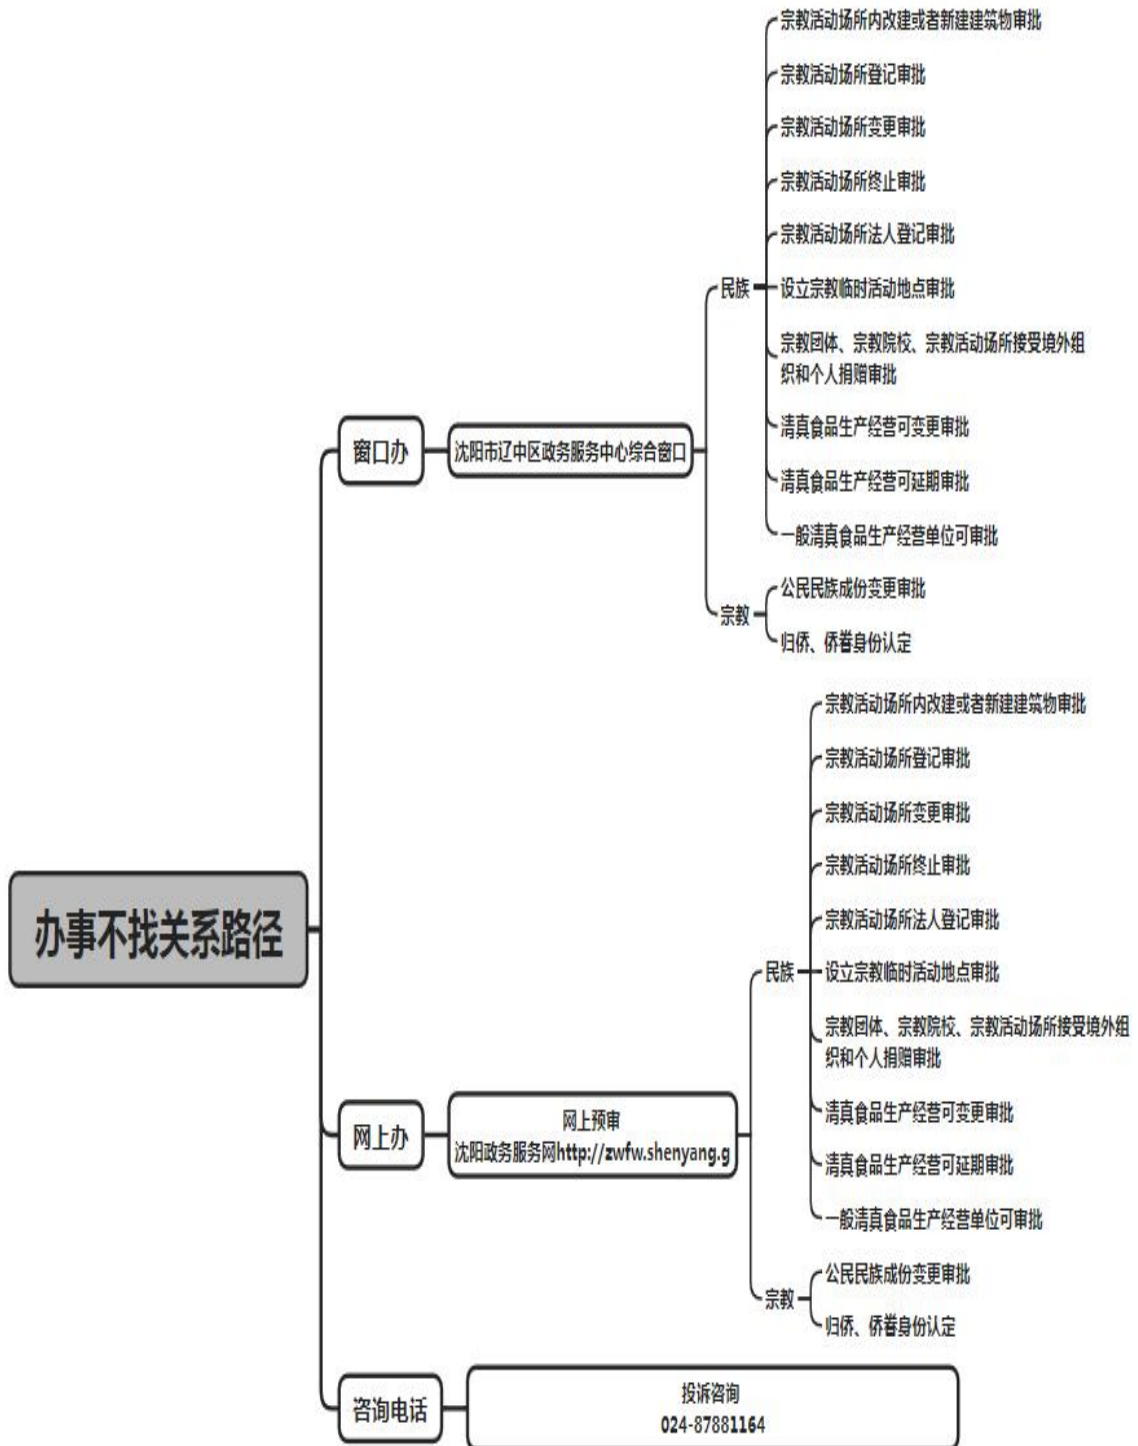 办事不找关系路径
窗口办
沈阳市辽中区政务服务中心综合窗口
民族
宗教活动场所内改建或者新建建筑物审批
宗教活动场所登记审批
宗教活动场所变更审批
宗教活动场所终止审批
宗教活动场所法人登记审批
设立宗教临时活动地点审批
宗教团体、宗教院校、宗教活动场所接受境外组
织和个人捐赠审批
清真食品生产经营可变更审批
清真食品生产经营可延期审批
一般清真食品生产经营单位可审批
宗教
公民民族成份变更审批
归侨、侨眷身份认定
网上办
网上预审
沈阳政务服务网http://zwfw.shenyang.g
民族
宗教活动场所内改建或者新建建筑物审批
宗教活动场所登记审批
宗教活动场所变更审批
宗教活动场所终止审批
宗教活动场所法人登记审批
设立宗教临时活动地点审批
宗教团体、宗教院校、宗教活动场所接受境外组
织和个人捐赠审批
清真食品生产经营可变更审批
清真食品生产经营可延期审批
一般清真食品生产经营单位可审批
宗教
公民民族成份变更审批
归侨、侨眷身份认定
咨询电话
投诉咨询
024-87881164